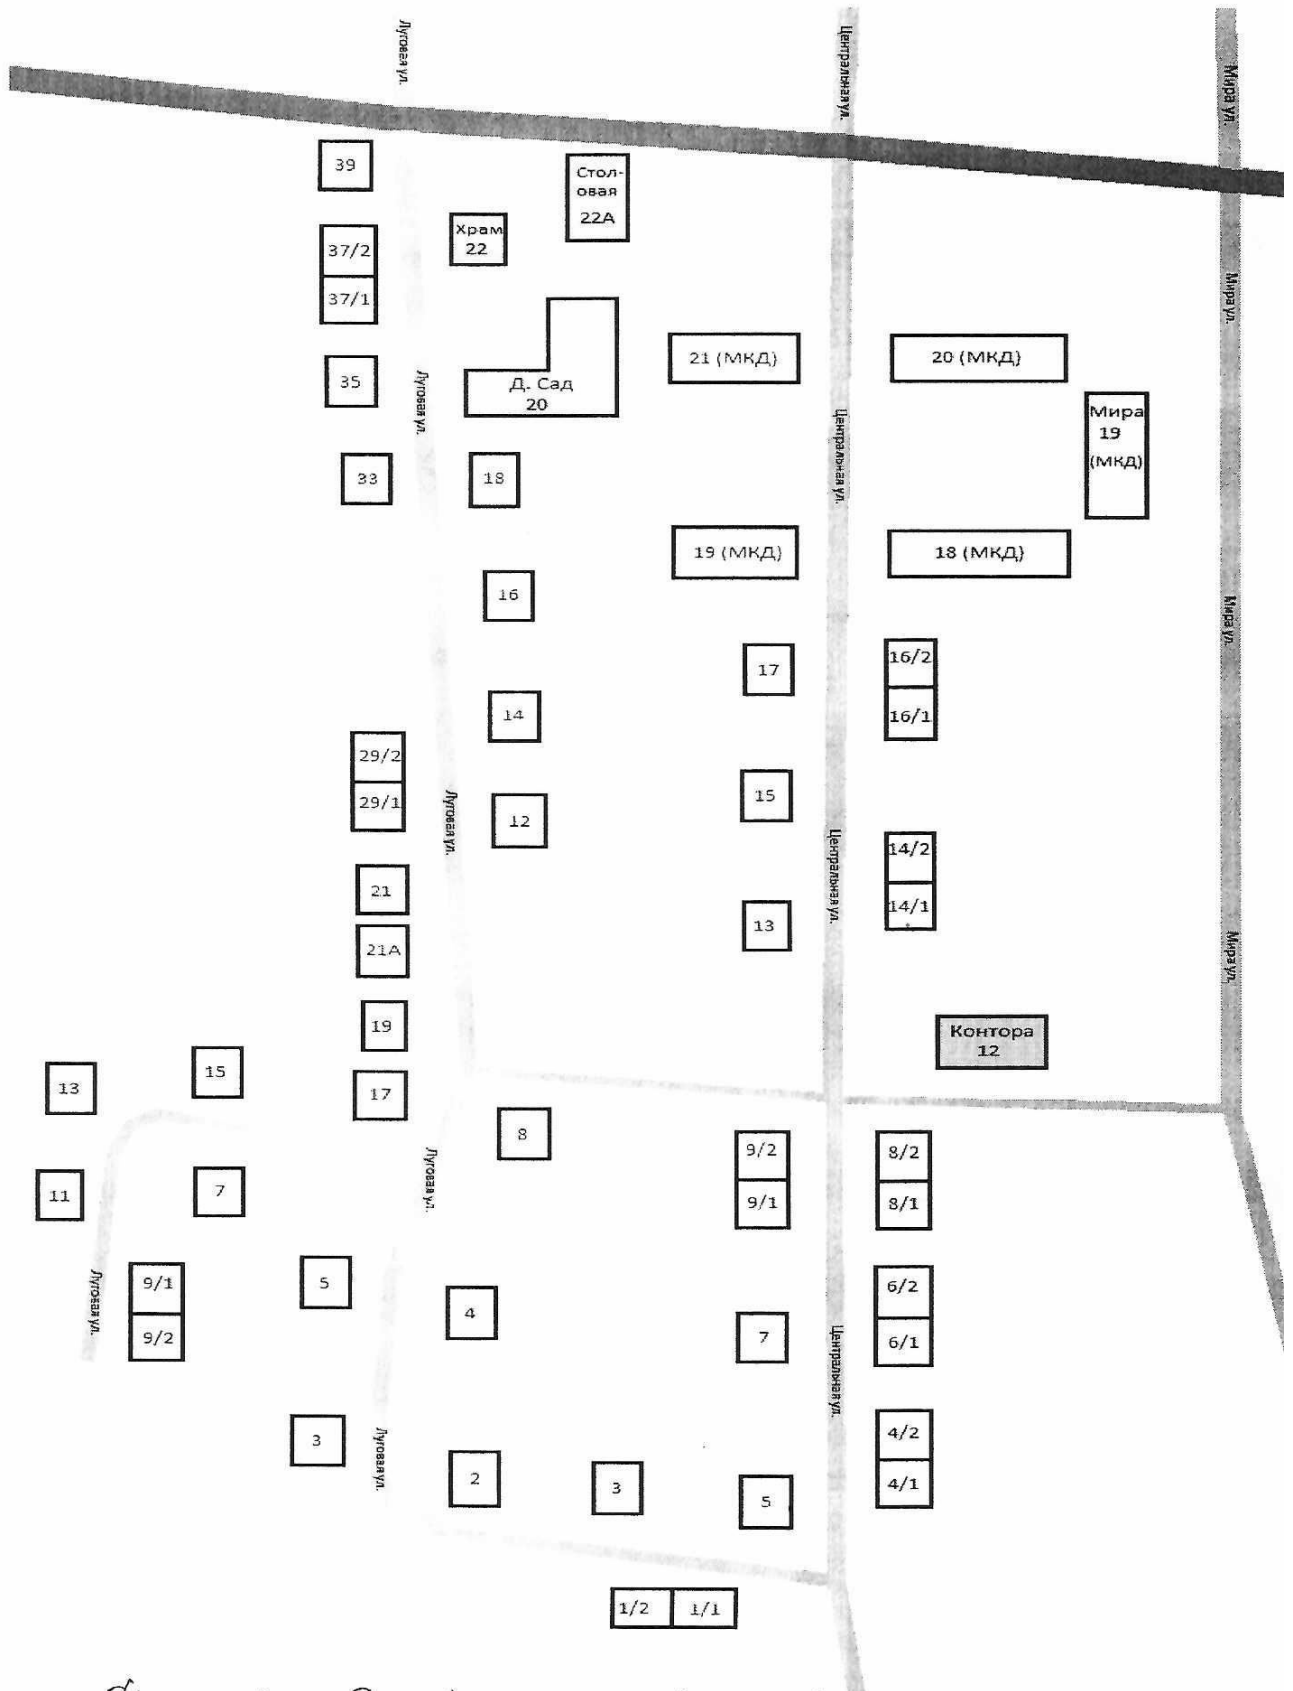 Луговая ул.
Центральная ул.
Мира ул.
39
Стол-
овая
22А
Храм
22
37/2
37/1
Мира ул.
21 (МКД)
20 (МКД)
35
Луговая ул.
Д. Сад
20
Мира
19
(МКД)
Центральная ул.
33
18
19 (МКД)
18 (МКД)
16
Мира ул.
17
16/2
16/1
14
29/2
29/1
15
12
Луговая ул.
Центральная ул.
14/2
14/1
21
13
21А
Мира ул.
19
Контора
12
13
15
17
8
9/2
9/1
8/2
8/1
Луговая ул.
11
7
5
9/1
9/2
Луговая ул.
4
7
6/2
6/1
Центральная ул.
3
Луговая ул.
4/2
4/1
2
3
5
1/2
1/1